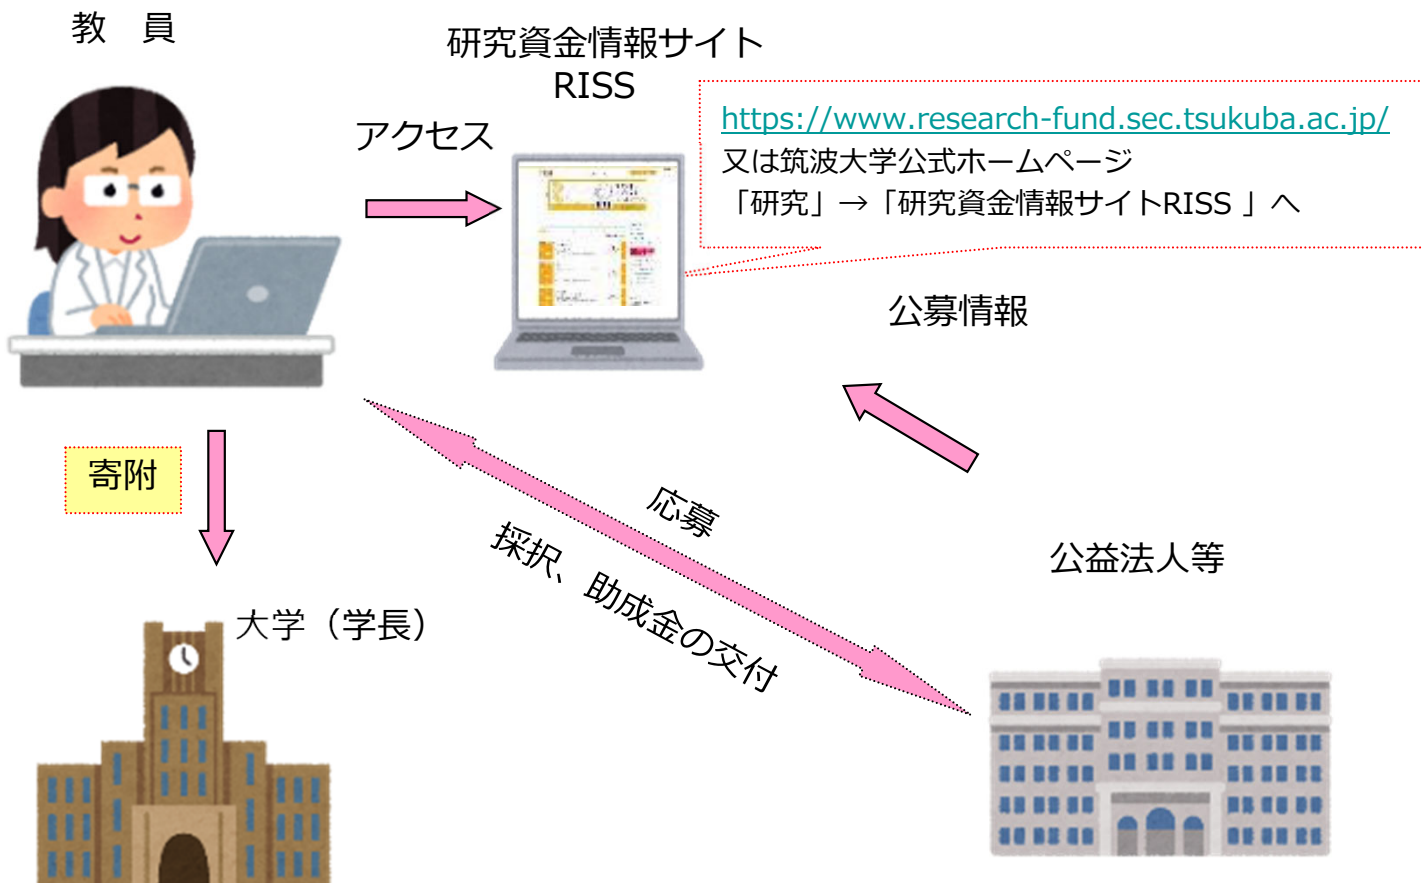 教　員
研究資金情報サイト
RISS
アクセス
https://www.research-fund.sec.tsukuba.ac.jp/
又は筑波大学公式ホームページ
「研究」→「研究資金情報サイトRISS 」へ
公募情報
寄附
応募
採択、助成金の交付
公益法人等
大学（学長）